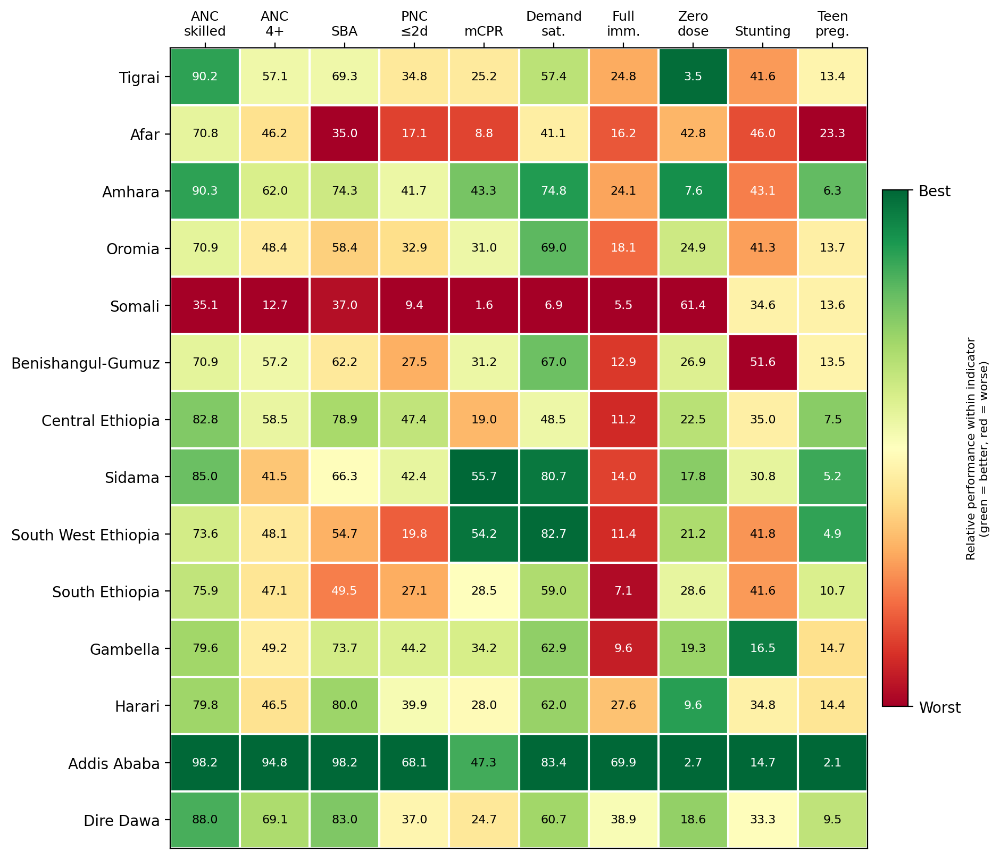 ANC skilled ANC 4+ SBA PNC ≤2d mCPR Demand sat. Full imm. Zero dose Stunting Teen preg.
Tigrai 90.2 57.1 69.3 34.8 25.2 57.4 24.8 3.5 41.6 13.4
Afar 70.8 46.2 35.0 17.1 8.8 41.1 16.2 42.8 46.0 23.3
Amhara 90.3 62.0 74.3 41.7 43.3 74.8 24.1 7.6 43.1 6.3
Oromia 70.9 48.4 58.4 32.9 31.0 69.0 18.1 24.9 41.3 13.7
Somali 35.1 12.7 37.0 9.4 1.6 6.9 5.5 61.4 34.6 13.6
Benishangul-Gumuz 70.9 57.2 62.2 27.5 31.2 67.0 12.9 26.9 51.6 13.5
Central Ethiopia 82.8 58.5 78.9 47.4 19.0 48.5 11.2 22.5 35.0 7.5
Sidama 85.0 41.5 66.3 42.4 55.7 80.7 14.0 17.8 30.8 5.2
South West Ethiopia 73.6 48.1 54.7 19.8 54.2 82.7 11.4 21.2 41.8 4.9
South Ethiopia 75.9 47.1 49.5 27.1 28.5 59.0 7.1 28.6 41.6 10.7
Gambella 79.6 49.2 73.7 44.2 34.2 62.9 9.6 19.3 16.5 14.7
Harari 79.8 46.5 80.0 39.9 28.0 62.0 27.6 9.6 34.8 14.4
Addis Ababa 98.2 94.8 98.2 68.1 47.3 83.4 69.9 2.7 14.7 2.1
Dire Dawa 88.0 69.1 83.0 37.0 24.7 60.7 38.9 18.6 33.3 9.5
Best
Worst
Relative performance within indicator
(green = better, red = worse)